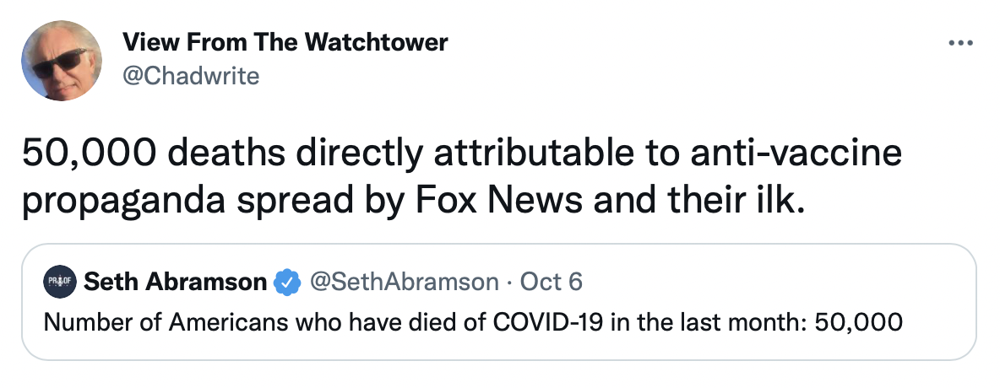 View From The Watchtower
@Chadwrite
50,000 deaths directly attributable to anti-vaccine
propaganda spread by Fox News and their ilk.
PROOF
Seth Abramson @SethAbramson · Oct 6
Number of Americans who have died of COVID-19 in the last month: 50,000